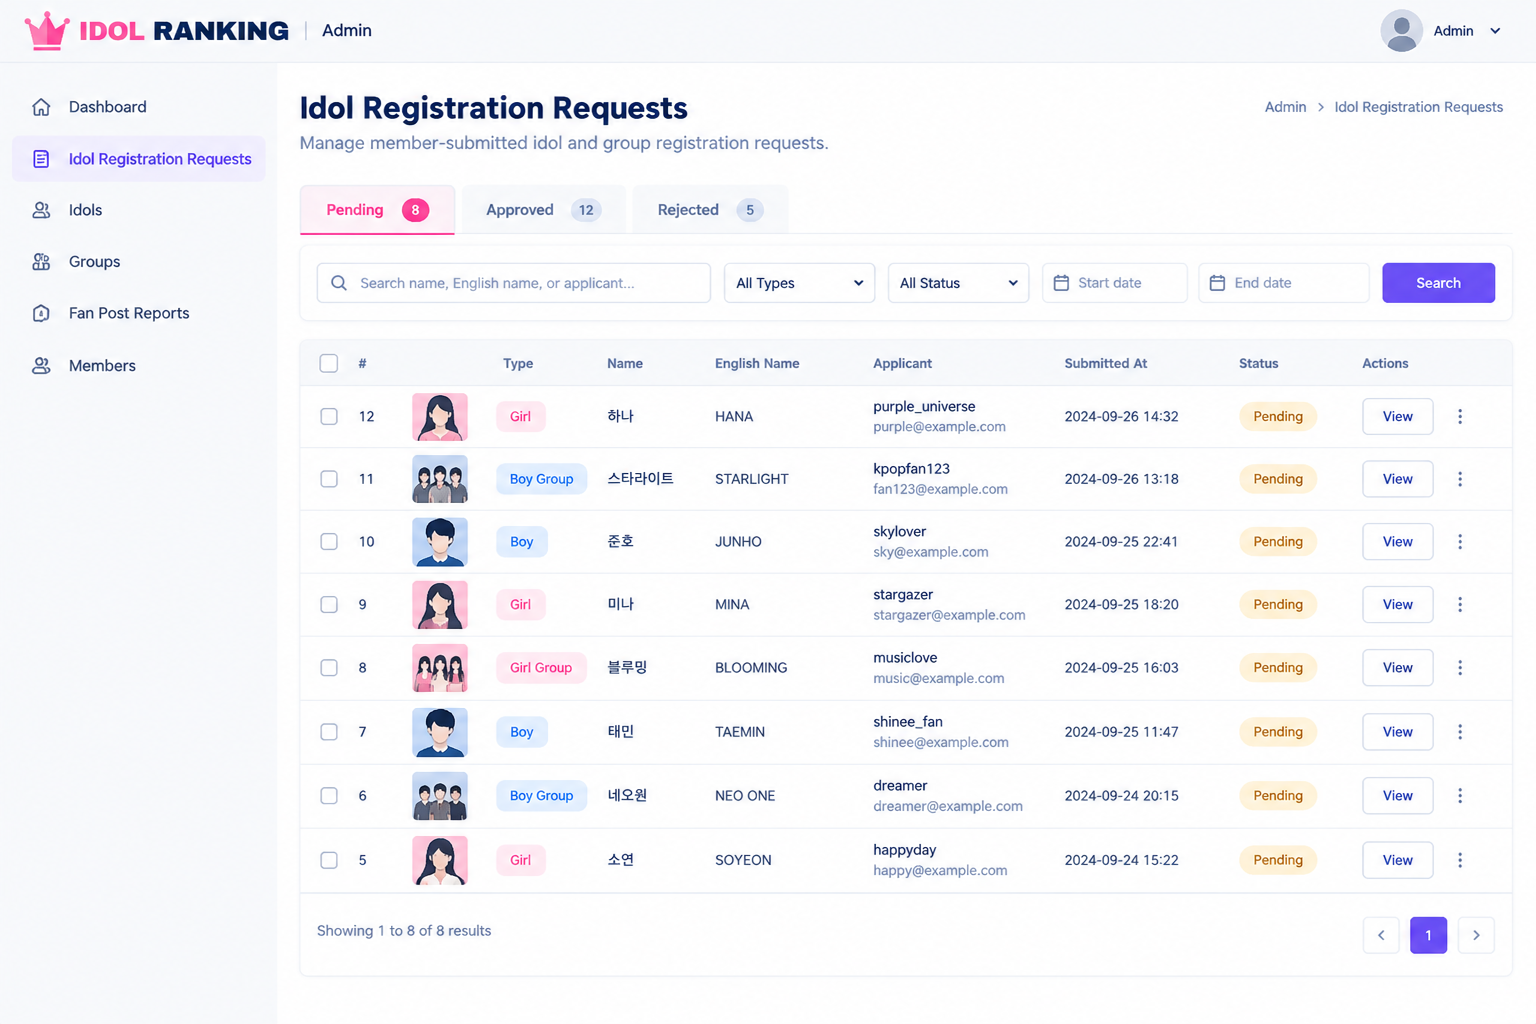 IDOL RANKING Admin
Admin
Dashboard
Idol Registration Requests
Idols
Groups
Fan Post Reports
Members
Idol Registration Requests
Admin > Idol Registration Requests
Manage member-submitted idol and group registration requests.
Pending 8 Approved 12 Rejected 5
Search name, English name, or applicant... All Types All Status Start date End date Search
# Type Name English Name Applicant Submitted At Status Actions
12 Girl 하나 HANA purple_universe 2024-09-26 14:32 Pending View
purple@example.com
11 Boy Group 스타라이트 STARLIGHT kpopfan123 2024-09-26 13:18 Pending View
fan123@example.com
10 Boy 준호 JUNHO skylover 2024-09-25 22:41 Pending View
sky@example.com
9 Girl 미나 MINA stargazer 2024-09-25 18:20 Pending View
stargazer@example.com
8 Girl Group 블루밍 BLOOMING musiclove 2024-09-25 16:03 Pending View
music@example.com
7 Boy 태민 TAEMIN shinee_fan 2024-09-25 11:47 Pending View
shinee@example.com
6 Boy Group 네오원 NEO ONE dreamer 2024-09-24 20:15 Pending View
dreamer@example.com
5 Girl 소연 SOYEON happyday 2024-09-24 15:22 Pending View
happy@example.com
Showing 1 to 8 of 8 results
1